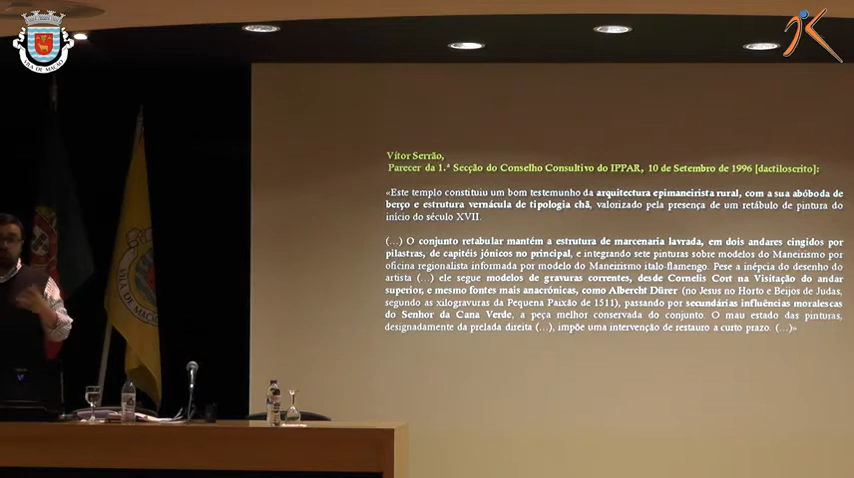 VILA DE MAÇÃO
VILA DE MAÇÃO
Vítor Serrão,
Parecer da 1.ª Secção do Conselho Consultivo do IPPAR, 10 de Setembro de 1996 [dactiloscrito]:
«Este templo constituiu um bom testemunho da arquitectura epimaneirista rural, com a sua abóboda de
berço e estrutura vernácula de tipologia chã, valorizado pela presença de um retábulo de pintura do
início do século XVII.
(…) O conjunto retabular mantém a estrutura de marcenaria lavrada, em dois andares cingidos por
pilastras, de capitéis jónicos no principal, e integrando sete pinturas sobre modelos do Maneirismo por
oficina regionalista informada por modelo do Maneirismo ítalo-flamengo. Pese a inépcia do desenho do
artista (…) ele segue modelos de gravuras correntes, desde Cornelis Cort na Visitação do andar
superior, e mesmo fontes mais anacrónicas, como Albercht Dürer (no Jesus no Horto e Beijos de Judas,
segundo as xilogravuras da Pequena Paixão de 1511), passando por secundárias influências moralescas
do Senhor da Cana Verde, a peça melhor conservada do conjunto. O mau estado das pinturas,
designadamente da prelada direita (…), impõe uma intervenção de restauro a curto prazo. (…)»